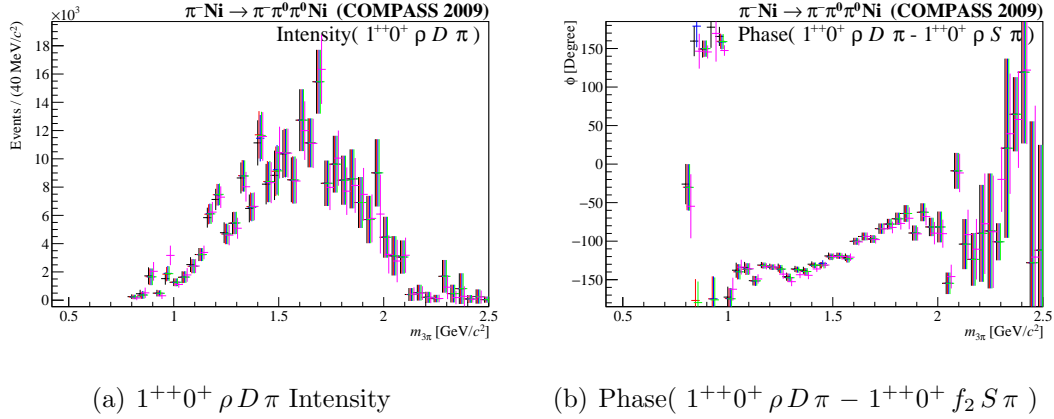 π⁻Ni → π⁻π⁰π⁰Ni (COMPASS 2009)
×10³
Intensity( 1⁺⁺0⁺ ρ D π )
Events / (40 MeV/c²)
18
16
14
12
10
8
6
4
2
0
0.5 1 1.5 2 2.5
m₃π [GeV/c²]
(a) 1⁺⁺0⁺ ρ D π Intensity
π⁻Ni → π⁻π⁰π⁰Ni (COMPASS 2009)
Phase( 1⁺⁺0⁺ ρ D π - 1⁺⁺0⁺ ρ S π )
ϕ [Degree]
150
100
50
0
−50
−100
−150
0.5 1 1.5 2 2.5
m₃π [GeV/c²]
(b) Phase( 1⁺⁺0⁺ ρ D π − 1⁺⁺0⁺ f₂ S π )